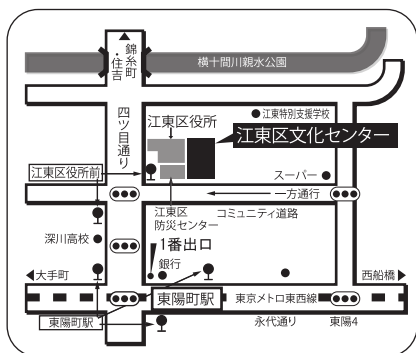 錦糸町
・住吉
横十間川親水公園
四ツ目通り
江東区役所
江東特別支援学校
江東区文化センター
江東区役所前
スーパー
一方通行
江東区
防災センター
コミュニティ道路
深川高校
1番出口
銀行
大手町
西船橋
東陽町駅
東京メトロ東西線
東陽町駅
永代通り
東陽4